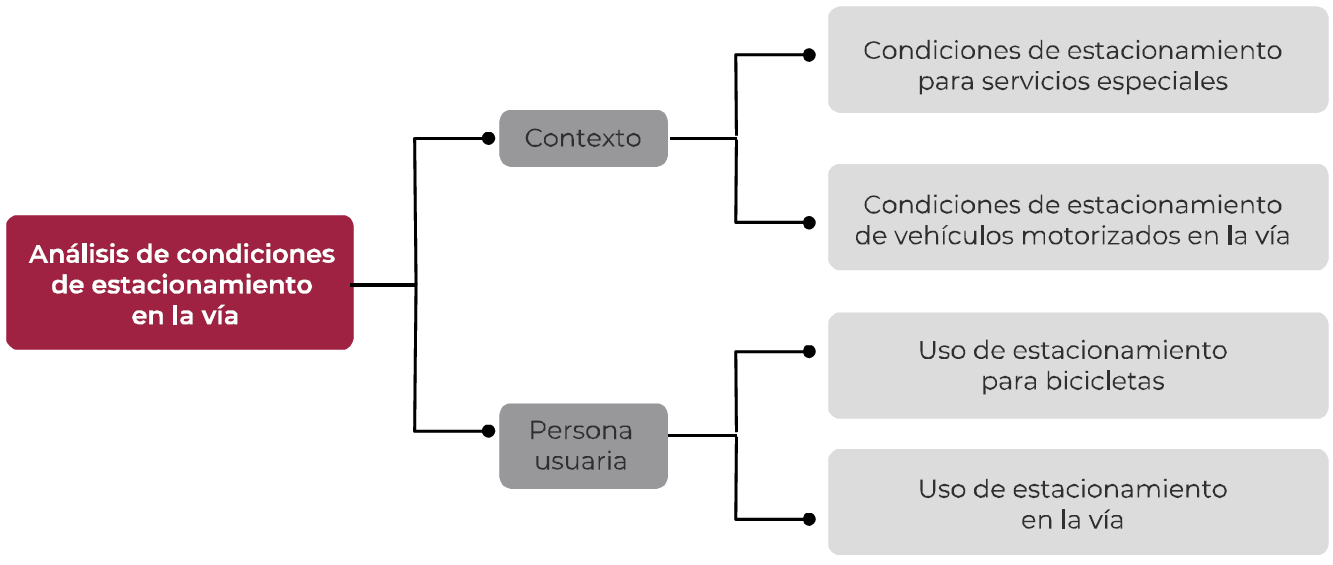 Análisis de condiciones
de estacionamiento
en la vía
Contexto
Condiciones de estacionamiento
para servicios especiales
Condiciones de estacionamiento
de vehículos motorizados en la vía
Persona
usuaria
Uso de estacionamiento
para bicicletas
Uso de estacionamiento
en la vía